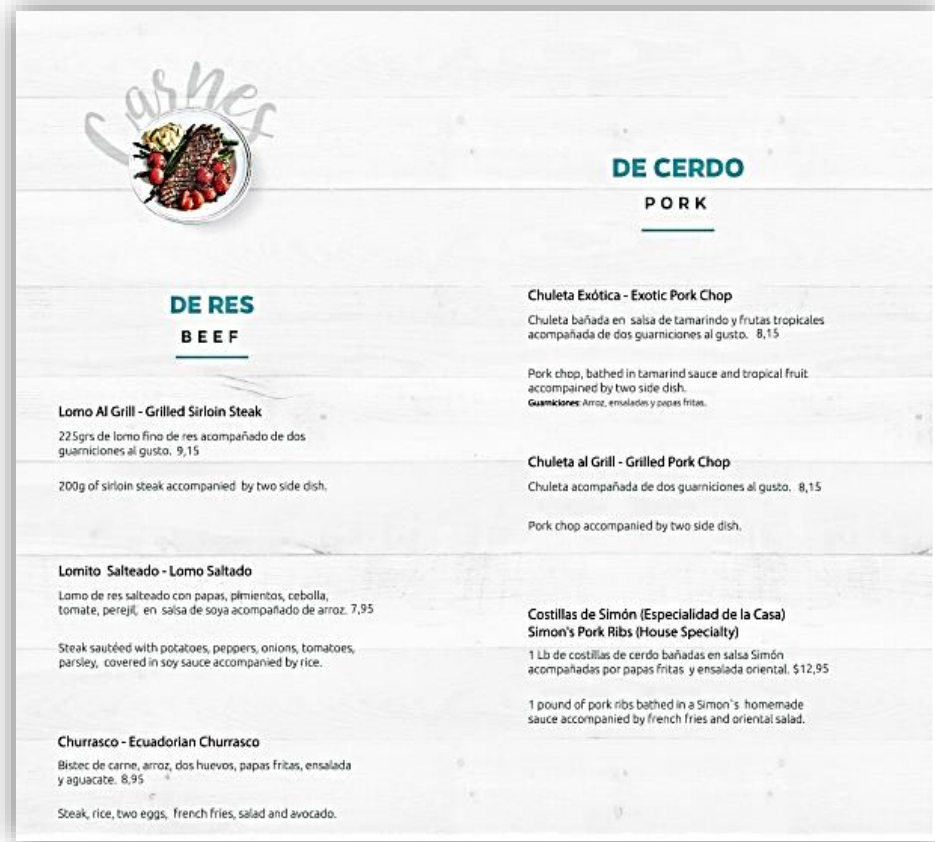 Carnes
DE RES
BEEF
Lomo Al Grill - Grilled Sirloin Steak
225grs de lomo fino de res acompañado de dos
guarniciones al gusto. 9,15
200g of sirloin steak accompanied by two side dish.
Lomito Salteado - Lomo Saltado
Lomo de res salteado con papas, pimientos, cebolla,
tomate, perejil, en salsa de soya acompañado de arroz. 7,95
Steak sautéed with potatoes, peppers, onions, tomatoes,
parsley, covered in soy sauce accompanied by rice.
Churrasco - Ecuadorian Churrasco
Bistec de carne, arroz, dos huevos, papas fritas, ensalada
y aguacate. 8,95
Steak, rice, two eggs, french fries, salad and avocado.
DE CERDO
PORK
Chuleta Exótica - Exotic Pork Chop
Chuleta bañada en salsa de tamarindo y frutas tropicales
acompañada de dos guarniciones al gusto. 8,15
Pork chop, bathed in tamarind sauce and tropical fruit
accompained by two side dish.
Guarniciones: Arroz, ensaladas y papas fritas.
Chuleta al Grill - Grilled Pork Chop
Chuleta acompañada de dos guarniciones al gusto. 8,15
Pork chop accompanied by two side dish.
Costillas de Simón (Especialidad de la Casa)
Simon's Pork Ribs (House Specialty)
1 Lb de costillas de cerdo bañadas en salsa Simón
acompañadas por papas fritas y ensalada oriental. $12,95
1 pound of pork ribs bathed in a Simon`s homemade
sauce accompanied by french fries and oriental salad.